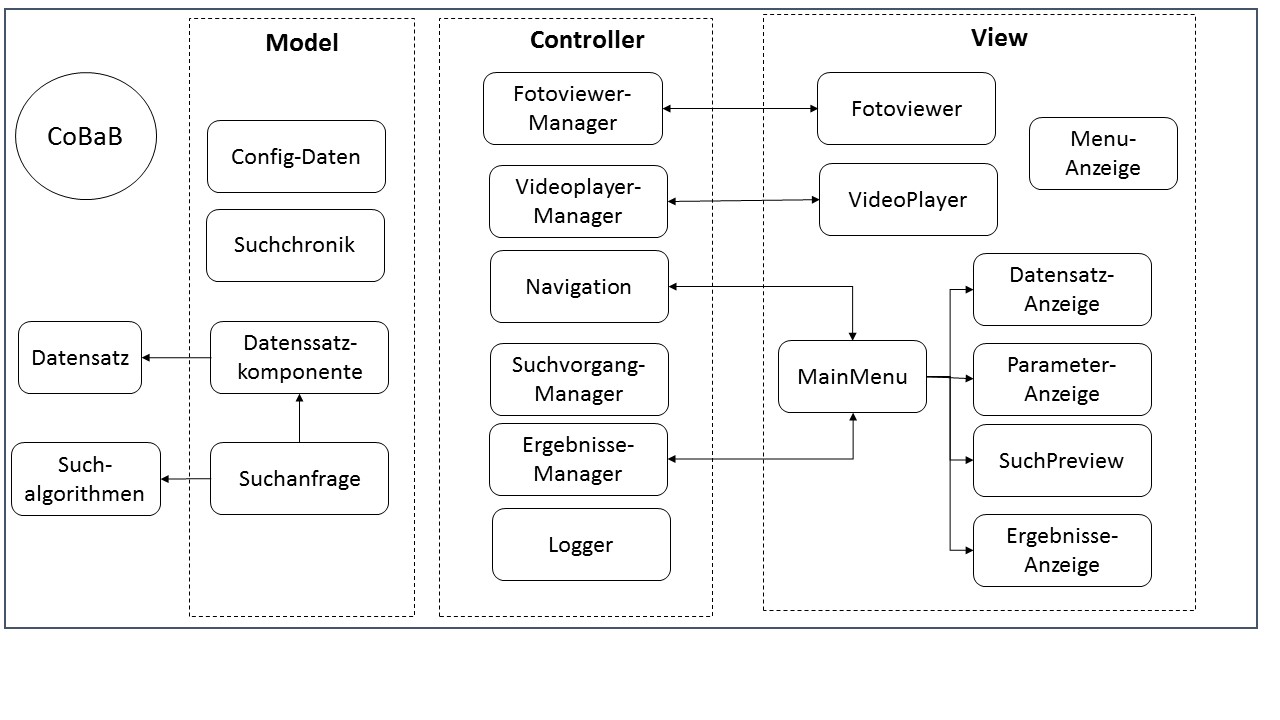 CoBaB
Datensatz
Such-
algorithmen
Model
Config-Daten
Suchchronik
Datenssatz-
komponente
Suchanfrage
Controller
Fotoviewer-
Manager
Videoplayer-
Manager
Navigation
Suchvorgang-
Manager
Ergebnisse-
Manager
Logger
View
Fotoviewer
VideoPlayer
Menu-
Anzeige
MainMenu
Datensatz-
Anzeige
Parameter-
Anzeige
SuchPreview
Ergebnisse-
Anzeige